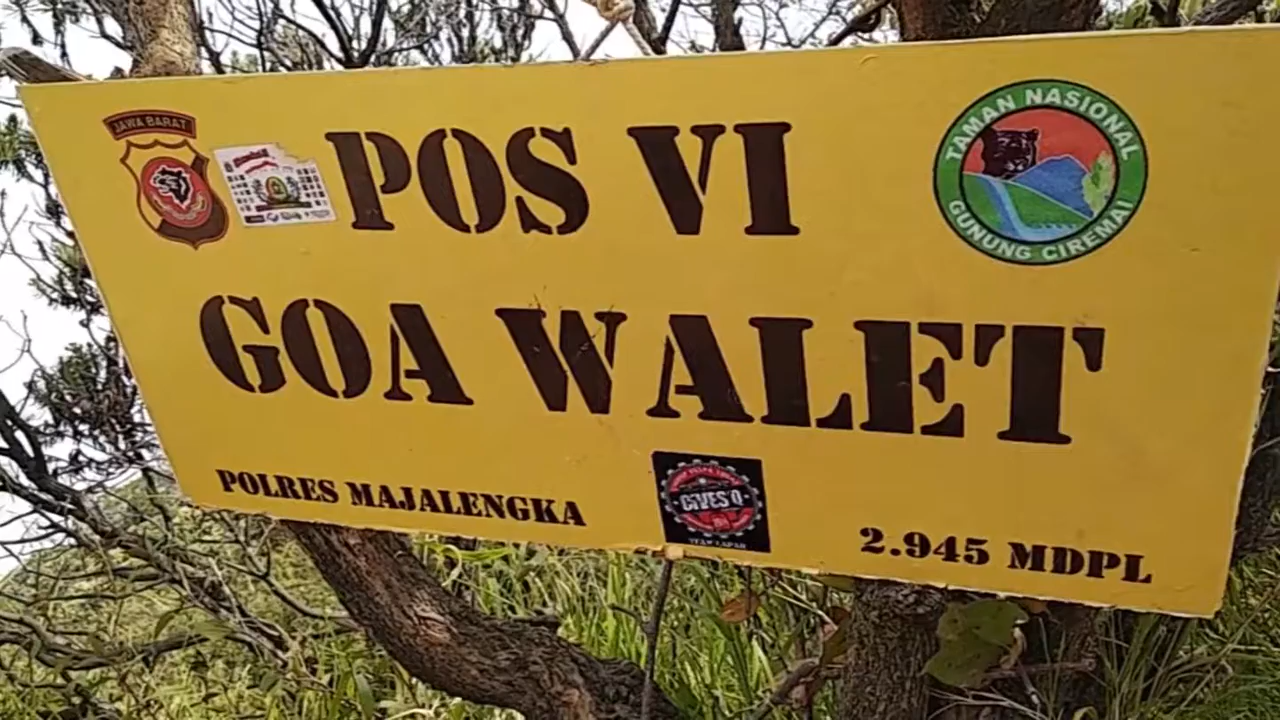 JAWA BARAT
POS VI
TAMAN NASIONAL
GUNUNG CIREMAI
GOA WALET
POLRES MAJALENGKA
2.945 MDPL